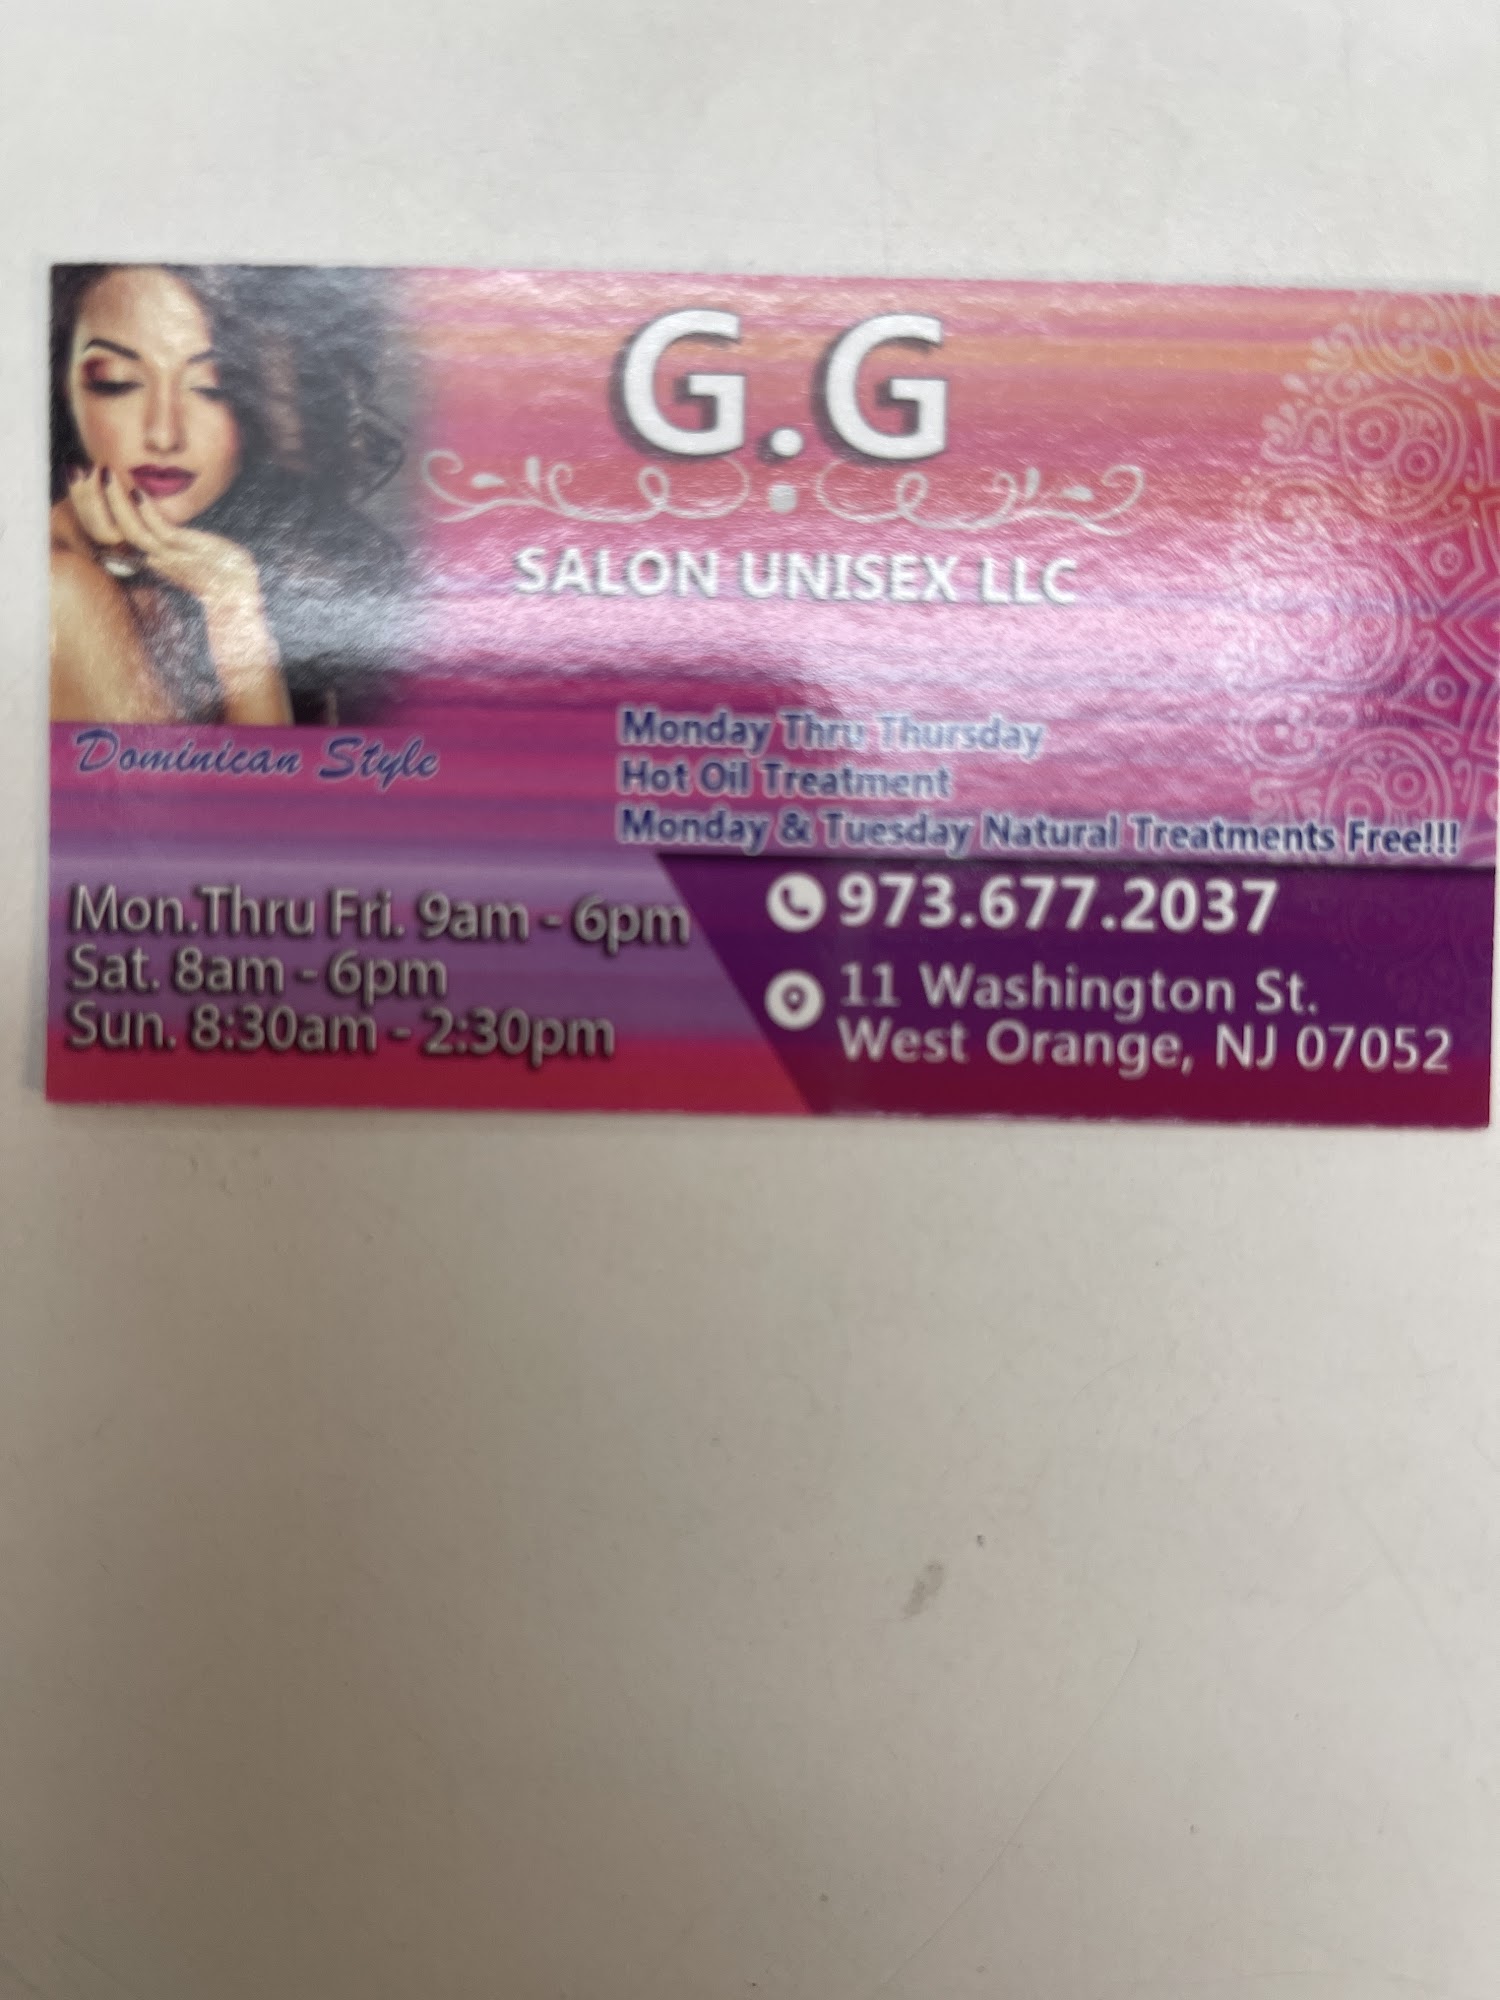 G.G
SALON UNISEX LLC
Dominican Style
Monday Thru Thursday
Hot Oil Treatment
Monday & Tuesday Natural Treatments Free!!!
Mon.Thru Fri. 9am - 6pm
Sat. 8am - 6pm
Sun. 8:30am - 2:30pm
973.677.2037
11 Washington St.
West Orange, NJ 07052